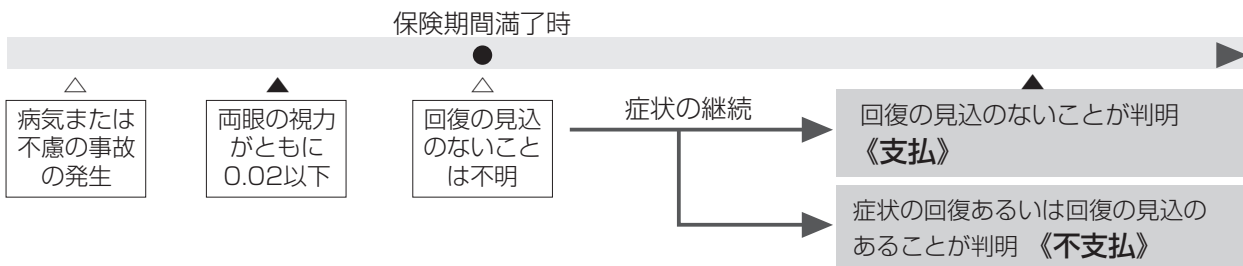 保険期間満了時
病気または
不慮の事故
の発生
両眼の視力
がともに
0.02以下
回復の見込
のないこと
は不明
症状の継続
回復の見込のないことが判明
《支払》
症状の回復あるいは回復の見込の
あることが判明 《不支払》